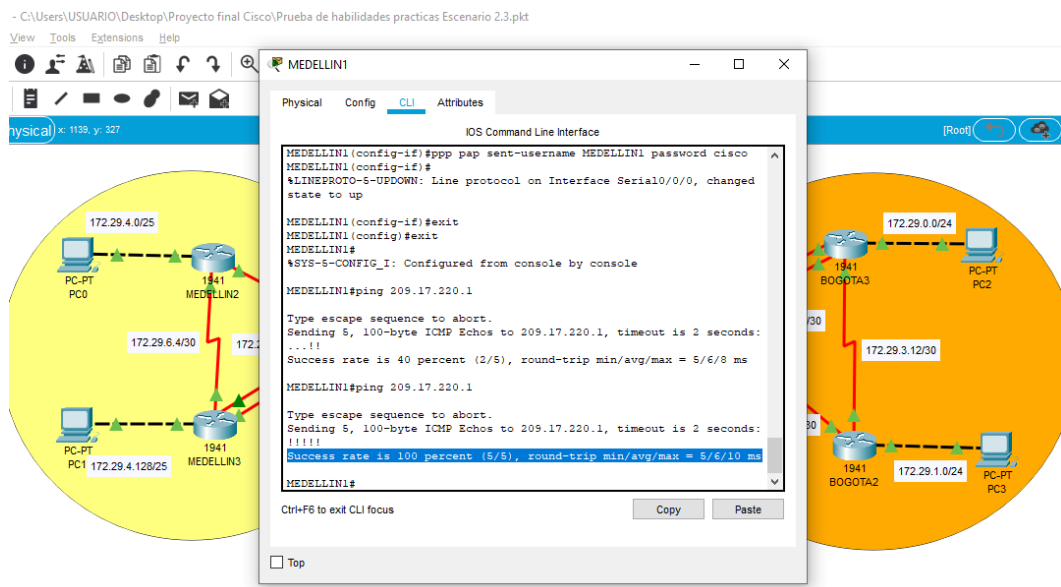 - C:\Users\USUARIO\Desktop\Proyecto final Cisco\Prueba de habilidades practicas Escenario 2.3.pkt
View Tools Extensions Help
MEDELLIN1
Physical Config CLI Attributes
hysical x: 1139, y: 327
[Root]
IOS Command Line Interface
MEDELLIN1(config-if)#ppp pap sent-username MEDELLIN1 password cisco
MEDELLIN1(config-if)#
%LINEPROTO-5-UPDOWN: Line protocol on Interface Serial0/0/0, changed
state to up
MEDELLIN1(config-if)#exit
MEDELLIN1(config)#exit
MEDELLIN1#
%SYS-5-CONFIG_I: Configured from console by console
MEDELLIN1#ping 209.17.220.1
Type escape sequence to abort.
Sending 5, 100-byte ICMP Echos to 209.17.220.1, timeout is 2 seconds:
...!!
Success rate is 40 percent (2/5), round-trip min/avg/max = 5/6/8 ms
MEDELLIN1#ping 209.17.220.1
Type escape sequence to abort.
Sending 5, 100-byte ICMP Echos to 209.17.220.1, timeout is 2 seconds:
!!!!!
Success rate is 100 percent (5/5), round-trip min/avg/max = 5/6/10 ms
MEDELLIN1#
Ctrl+F6 to exit CLI focus
Copy Paste
Top
172.29.4.0/25
PC-PT
PC0
1941
MEDELLIN2
172.29.6.4/30
172.2
PC-PT
PC1
172.29.4.128/25
1941
MEDELLIN3
172.29.0.0/24
1941
BOGOTA3
PC-PT
PC2
/30
172.29.3.12/30
30
1941
BOGOTA2
172.29.1.0/24
PC-PT
PC3